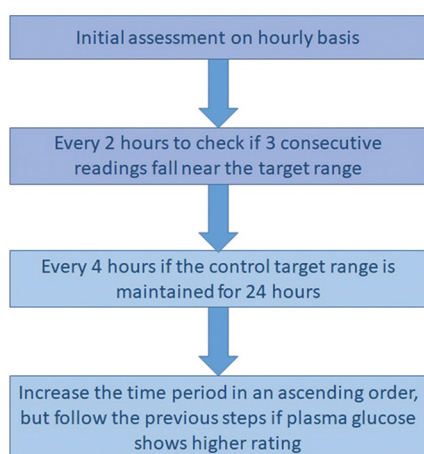 Initial assessment on hourly basis
Every 2 hours to check if 3 consecutive
readings fall near the target range
Every 4 hours if the control target range is
maintained for 24 hours
Increase the time period in an ascending order,
but follow the previous steps if plasma glucose
shows higher rating